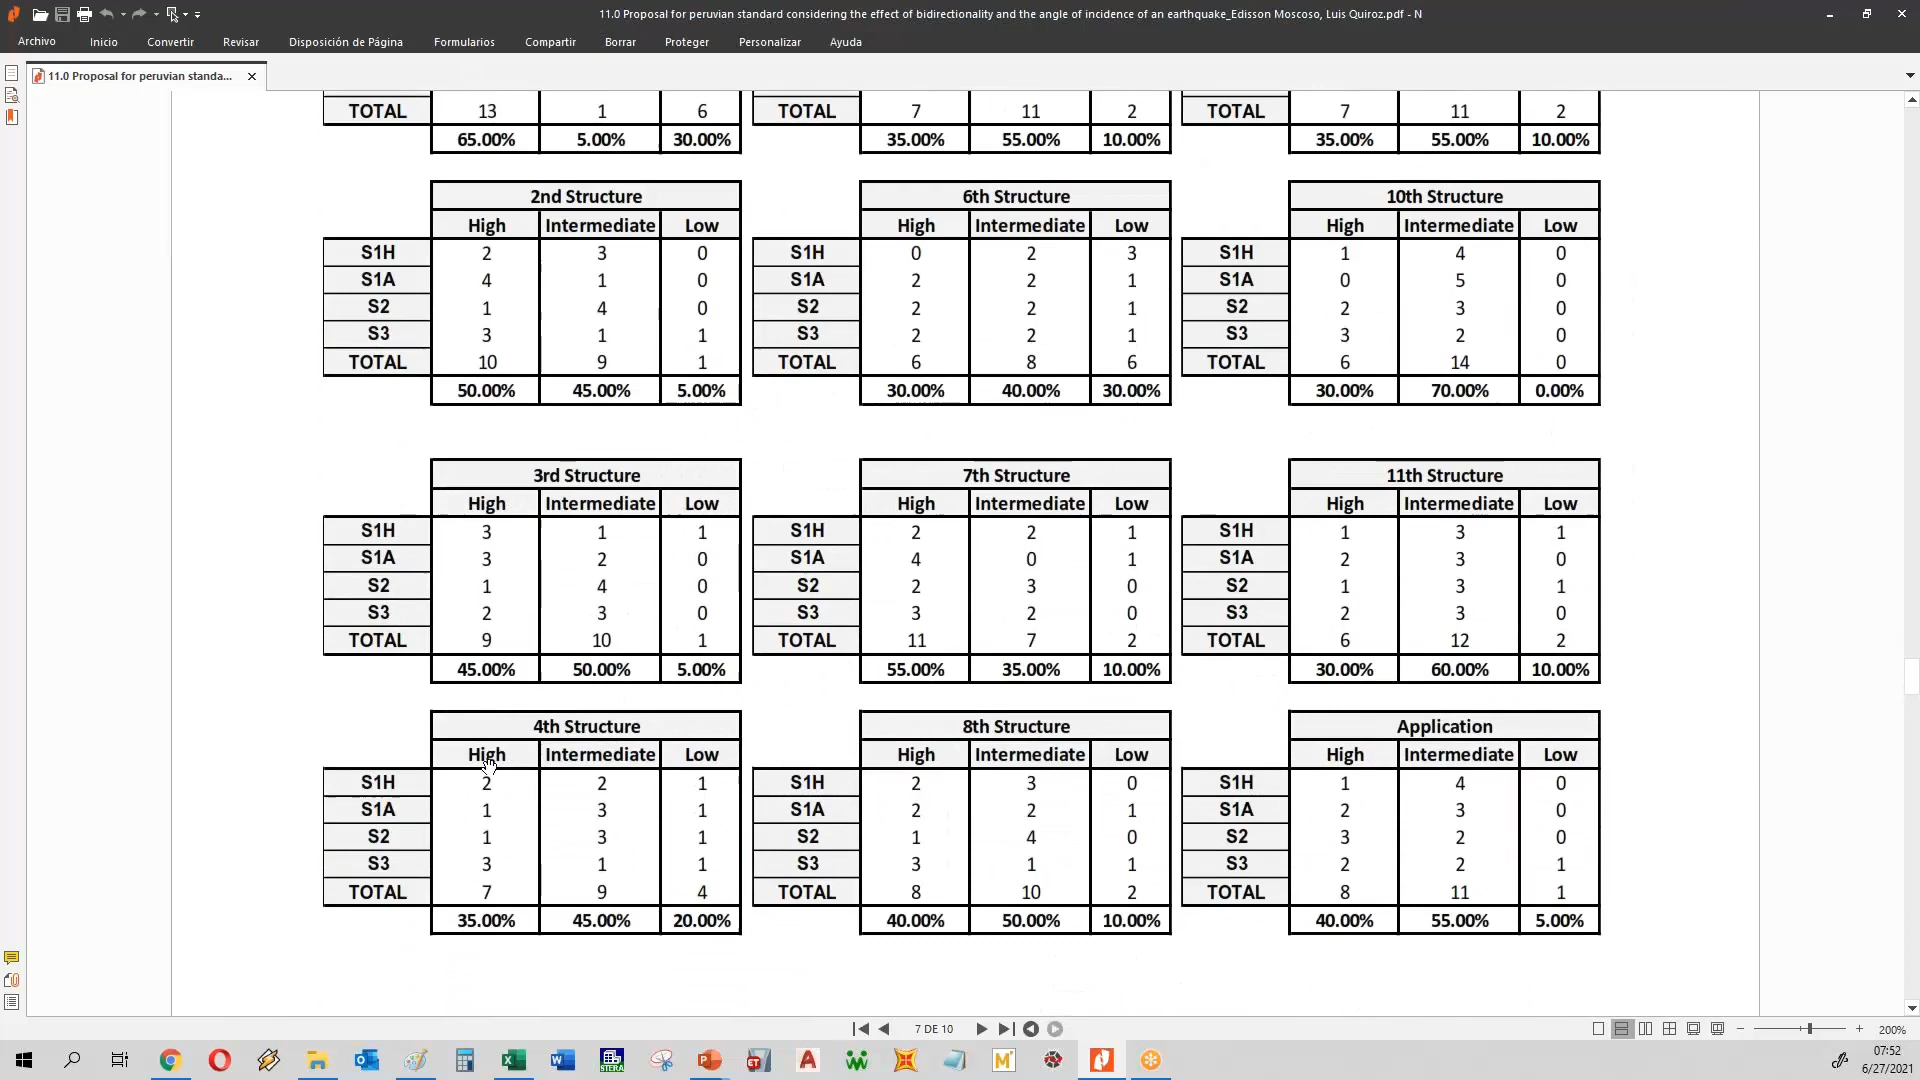 11.0 Proposal for peruvian standard considering the effect of bidirectionality and the angle of incidence of an earthquake_Edisson Moscoso, Luis Quiroz.pdf - N
Archivo Inicio Convertir Revisar Disposición de Página Formularios Compartir Borrar Proteger Personalizar Ayuda
11.0 Proposal for peruvian standa...
TOTAL 13 1 6 TOTAL 7 11 2 TOTAL 7 11 2
65.00% 5.00% 30.00% 35.00% 55.00% 10.00% 35.00% 55.00% 10.00%
2nd Structure 6th Structure 10th Structure
High Intermediate Low High Intermediate Low High Intermediate Low
S1H 2 3 0 S1H 0 2 3 S1H 1 4 0
S1A 4 1 0 S1A 2 2 1 S1A 0 5 0
S2 1 4 0 S2 2 2 1 S2 2 3 0
S3 3 1 1 S3 2 2 1 S3 3 2 0
TOTAL 10 9 1 TOTAL 6 8 6 TOTAL 6 14 0
50.00% 45.00% 5.00% 30.00% 40.00% 30.00% 30.00% 70.00% 0.00%
3rd Structure 7th Structure 11th Structure
High Intermediate Low High Intermediate Low High Intermediate Low
S1H 3 1 1 S1H 2 2 1 S1H 1 3 1
S1A 3 2 0 S1A 4 0 1 S1A 2 3 0
S2 1 4 0 S2 2 3 0 S2 1 3 1
S3 2 3 0 S3 3 2 0 S3 2 3 0
TOTAL 9 10 1 TOTAL 11 7 2 TOTAL 6 12 2
45.00% 50.00% 5.00% 55.00% 35.00% 10.00% 30.00% 60.00% 10.00%
4th Structure 8th Structure Application
High Intermediate Low High Intermediate Low High Intermediate Low
S1H 2 2 1 S1H 2 3 0 S1H 1 4 0
S1A 1 3 1 S1A 2 2 1 S1A 2 3 0
S2 1 3 1 S2 1 4 0 S2 3 2 0
S3 3 1 1 S3 3 1 1 S3 2 2 1
TOTAL 7 9 4 TOTAL 8 10 2 TOTAL 8 11 1
35.00% 45.00% 20.00% 40.00% 50.00% 10.00% 40.00% 55.00% 5.00%
7 DE 10
200%
STERA
ET
07:52
6/27/2021